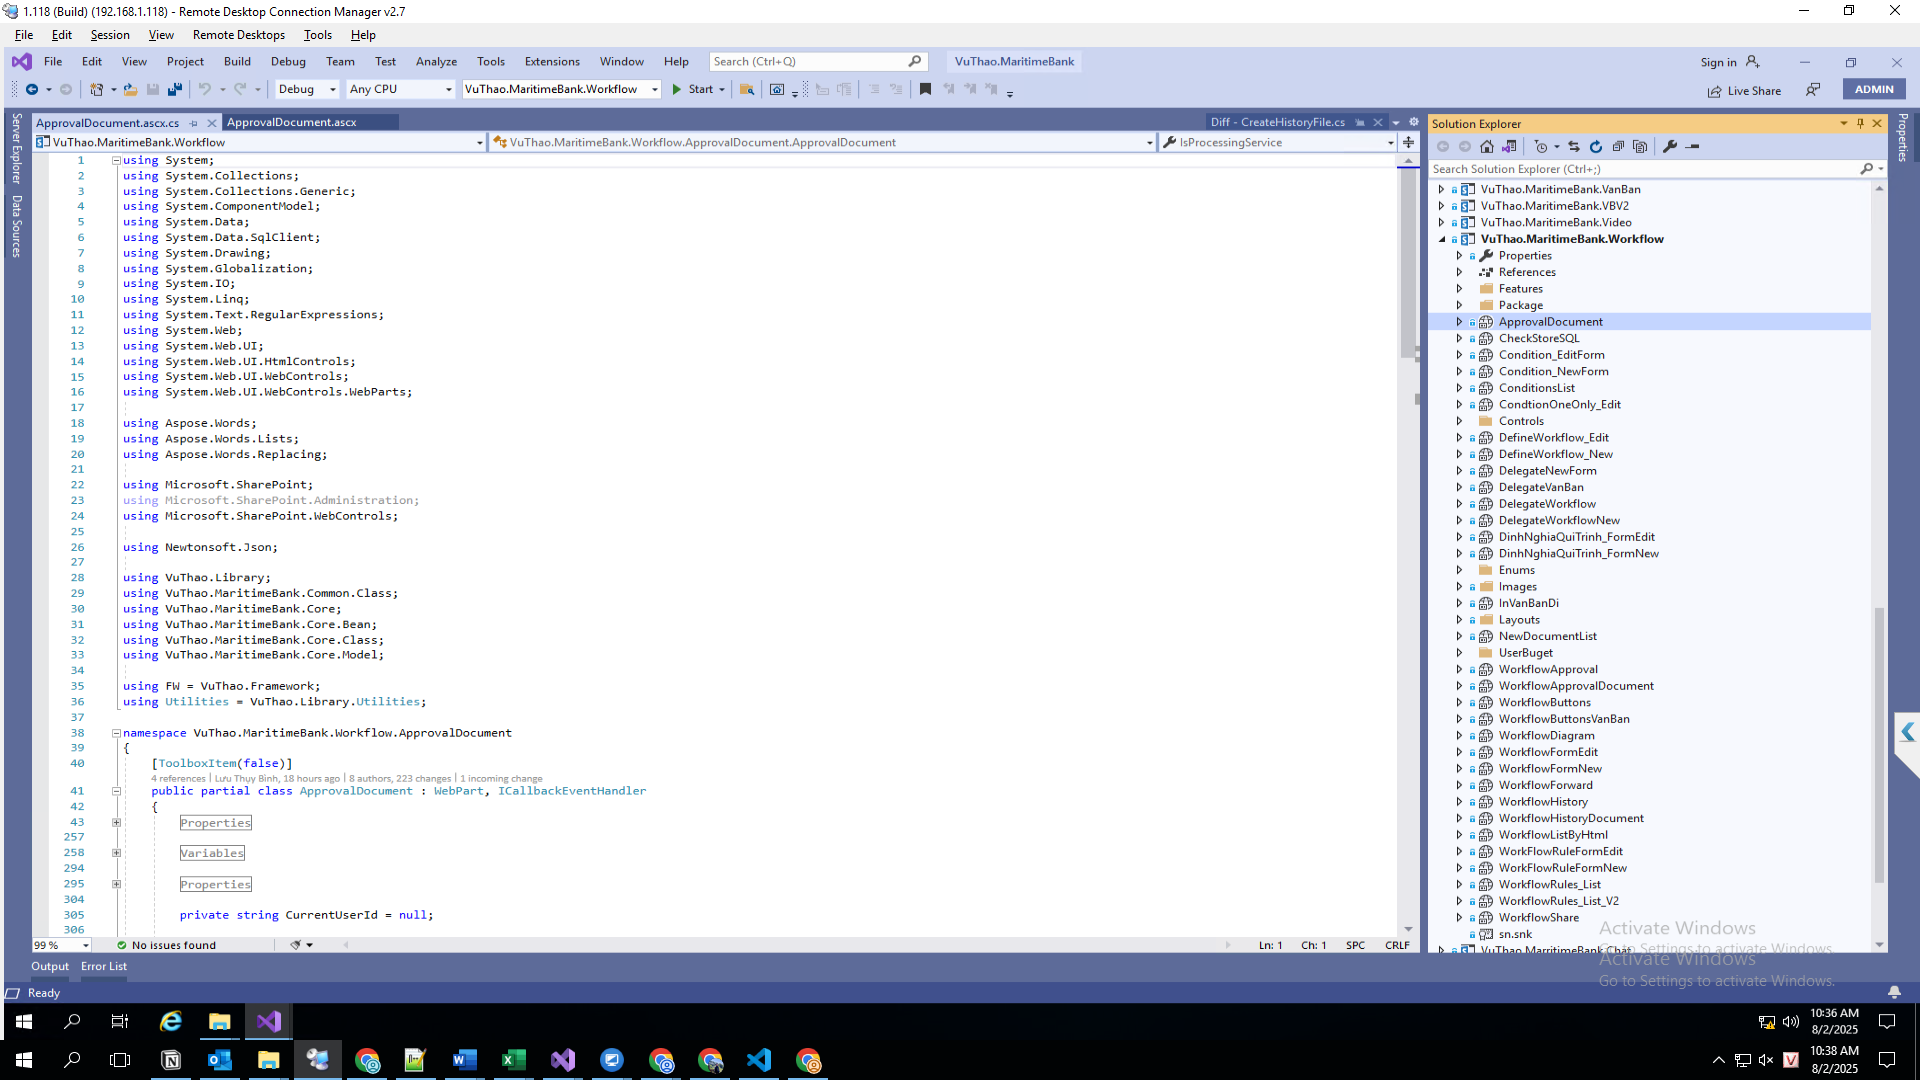 1.118 (Build) (192.168.1.118) - Remote Desktop Connection Manager v2.7
File Edit Session View Remote Desktops Tools Help
File Edit View Project Build Debug Team Test Analyze Tools Extensions Window Help Search (Ctrl+Q) VuThao.MaritimeBank Sign in
Debug Any CPU VuThao.MaritimeBank.Workflow Start Live Share ADMIN
Server Explorer
Data Sources
ApprovalDocument.ascx.cs ApprovalDocument.ascx Diff - CreateHistoryFile.cs
VuThao.MaritimeBank.Workflow VuThao.MaritimeBank.Workflow.ApprovalDocument.ApprovalDocument IsProcessingService
1 using System;
2 using System.Collections;
3 using System.Collections.Generic;
4 using System.ComponentModel;
5 using System.Data;
6 using System.Data.SqlClient;
7 using System.Drawing;
8 using System.Globalization;
9 using System.IO;
10 using System.Linq;
11 using System.Text.RegularExpressions;
12 using System.Web;
13 using System.Web.UI;
14 using System.Web.UI.HtmlControls;
15 using System.Web.UI.WebControls;
16 using System.Web.UI.WebControls.WebParts;
17
18 using Aspose.Words;
19 using Aspose.Words.Lists;
20 using Aspose.Words.Replacing;
21
22 using Microsoft.SharePoint;
23 using Microsoft.SharePoint.Administration;
24 using Microsoft.SharePoint.WebControls;
25
26 using Newtonsoft.Json;
27
28 using VuThao.Library;
29 using VuThao.MaritimeBank.Common.Class;
30 using VuThao.MaritimeBank.Core;
31 using VuThao.MaritimeBank.Core.Bean;
32 using VuThao.MaritimeBank.Core.Class;
33 using VuThao.MaritimeBank.Core.Model;
34
35 using FW = VuThao.Framework;
36 using Utilities = VuThao.Library.Utilities;
37
38 namespace VuThao.MaritimeBank.Workflow.ApprovalDocument
39 {
40 [ToolboxItem(false)]
4 references | Lưu Thụy Bình, 18 hours ago | 8 authors, 223 changes | 1 incoming change
41 public partial class ApprovalDocument : WebPart, ICallbackEventHandler
42 {
43 Properties
257
258 Variables
294
295 Properties
304
305 private string CurrentUserId = null;
306
99 % No issues found Ln: 1 Ch: 1 SPC CRLF
Output Error List
Ready
Solution Explorer
Search Solution Explorer (Ctrl+;)
VuThao.MaritimeBank.VanBan
VuThao.MaritimeBank.VBV2
VuThao.MaritimeBank.Video
VuThao.MaritimeBank.Workflow
Properties
References
Features
Package
ApprovalDocument
CheckStoreSQL
Condition_EditForm
Condition_NewForm
ConditionsList
CondtionOneOnly_Edit
Controls
DefineWorkflow_Edit
DefineWorkflow_New
DelegateNewForm
DelegateVanBan
DelegateWorkflow
DelegateWorkflowNew
DinhNghiaQuiTrinh_FormEdit
DinhNghiaQuiTrinh_FormNew
Enums
Images
InVanBanDi
Layouts
NewDocumentList
UserBuget
WorkflowApproval
WorkflowApprovalDocument
WorkflowButtons
WorkflowButtonsVanBan
WorkflowDiagram
WorkflowFormEdit
WorkflowFormNew
WorkflowForward
WorkflowHistory
WorkflowHistoryDocument
WorkflowListByHtml
WorkFlowRuleFormEdit
WorkFlowRuleFormNew
WorkflowRules_List
WorkflowRules_List_V2
WorkflowShare
sn.snk
VuThao.MaritimeBank.Chat
Properties
Activate Windows
Go to Settings to activate Windows.
Activate Windows
Go to Settings to activate Windows.
10:36 AM
8/2/2025
10:38 AM
8/2/2025